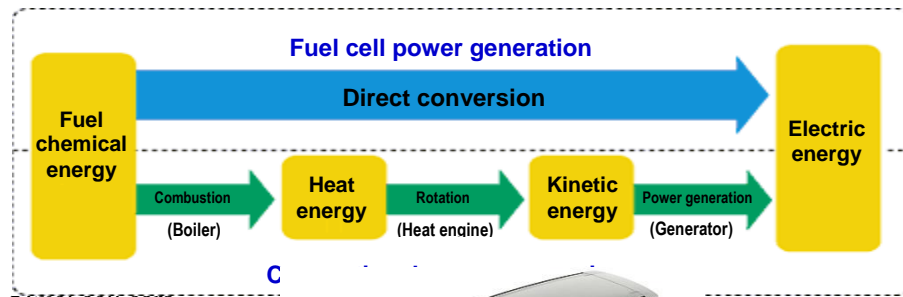 Fuel cell power generation
Direct conversion
Fuel
chemical
energy
Electric
energy
Combustion
(Boiler)
Heat
energy
Rotation
(Heat engine)
Kinetic
energy
Power generation
(Generator)